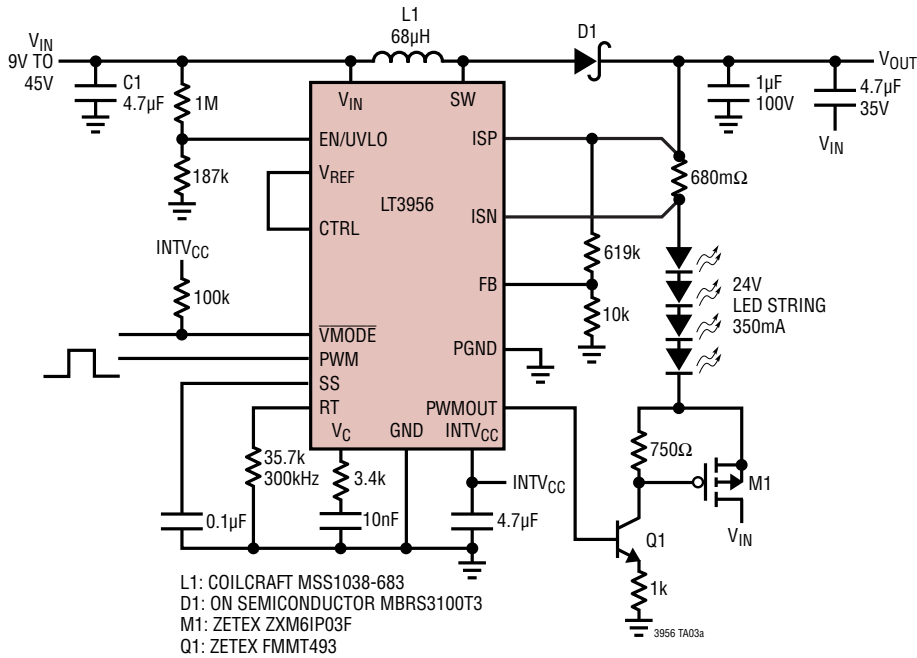 V_IN
9V TO
45V
C1
4.7µF
1M
187k
INTV_CC
100k
L1
68µH
D1
V_OUT
1µF
100V
4.7µF
35V
V_IN
V_IN
SW
EN/UVLO
V_REF
CTRL
LT3956
ISP
ISN
FB
PGND
VMODE
PWM
SS
RT
V_C
GND
PWMOUT
INTV_CC
680mΩ
619k
10k
24V
LED STRING
350mA
750Ω
M1
V_IN
Q1
1k
35.7k
300kHz
3.4k
10nF
0.1µF
INTV_CC
4.7µF
L1: COILCRAFT MSS1038-683
D1: ON SEMICONDUCTOR MBRS3100T3
M1: ZETEX ZXM6IP03F
Q1: ZETEX FMMT493
3956 TA03a